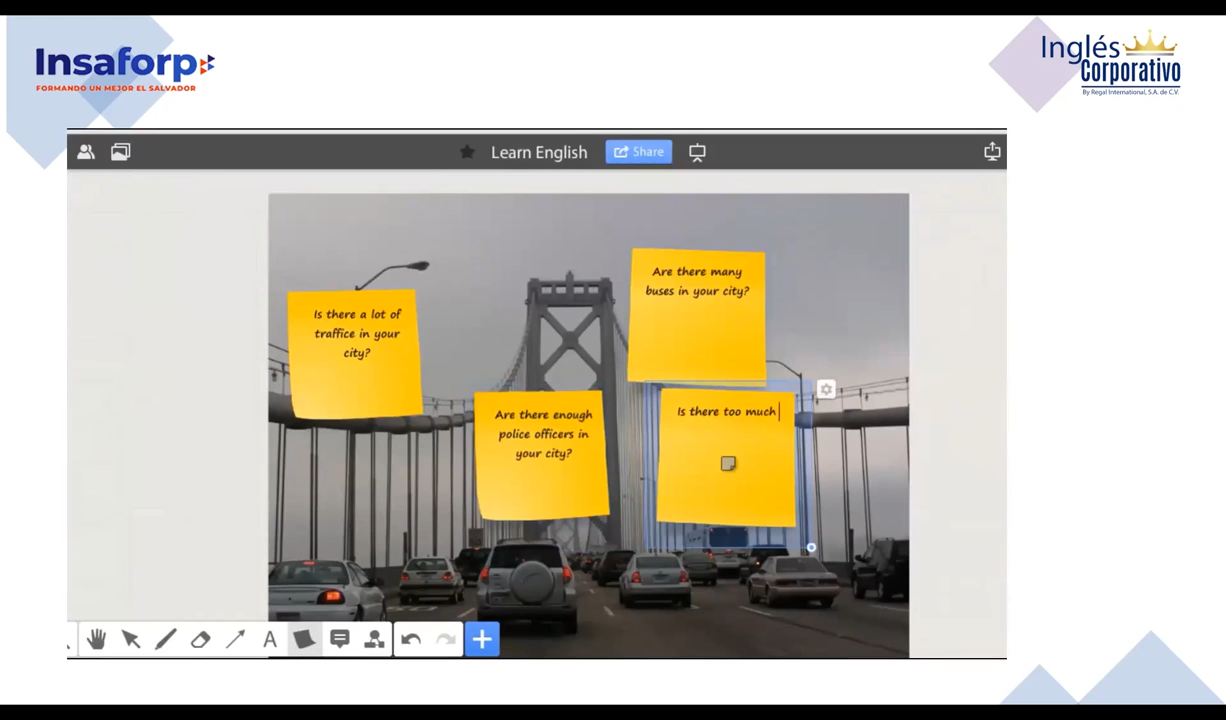 Insaforp
FORMANDO UN MEJOR EL SALVADOR
Inglés
Corporativo
By Regal International, S.A. de C.V.
Learn English
Share
Is there a lot of
traffice in your
city?
Are there many
buses in your city?
Are there enough
police officers in
your city?
Is there too much
A